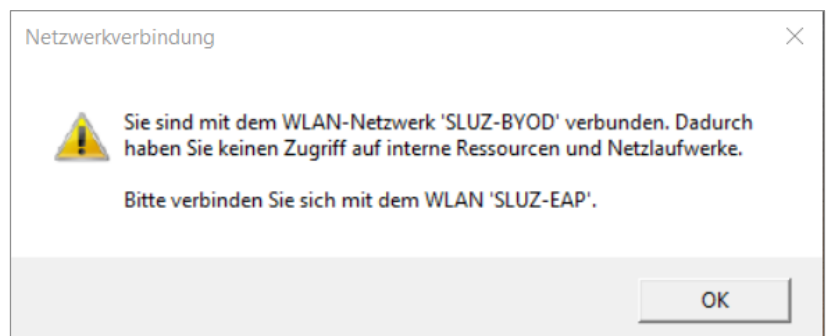 Netzwerkverbindung
Sie sind mit dem WLAN-Netzwerk 'SLUZ-BYOD' verbunden. Dadurch
haben Sie keinen Zugriff auf interne Ressourcen und Netzlaufwerke.
Bitte verbinden Sie sich mit dem WLAN 'SLUZ-EAP'.
OK